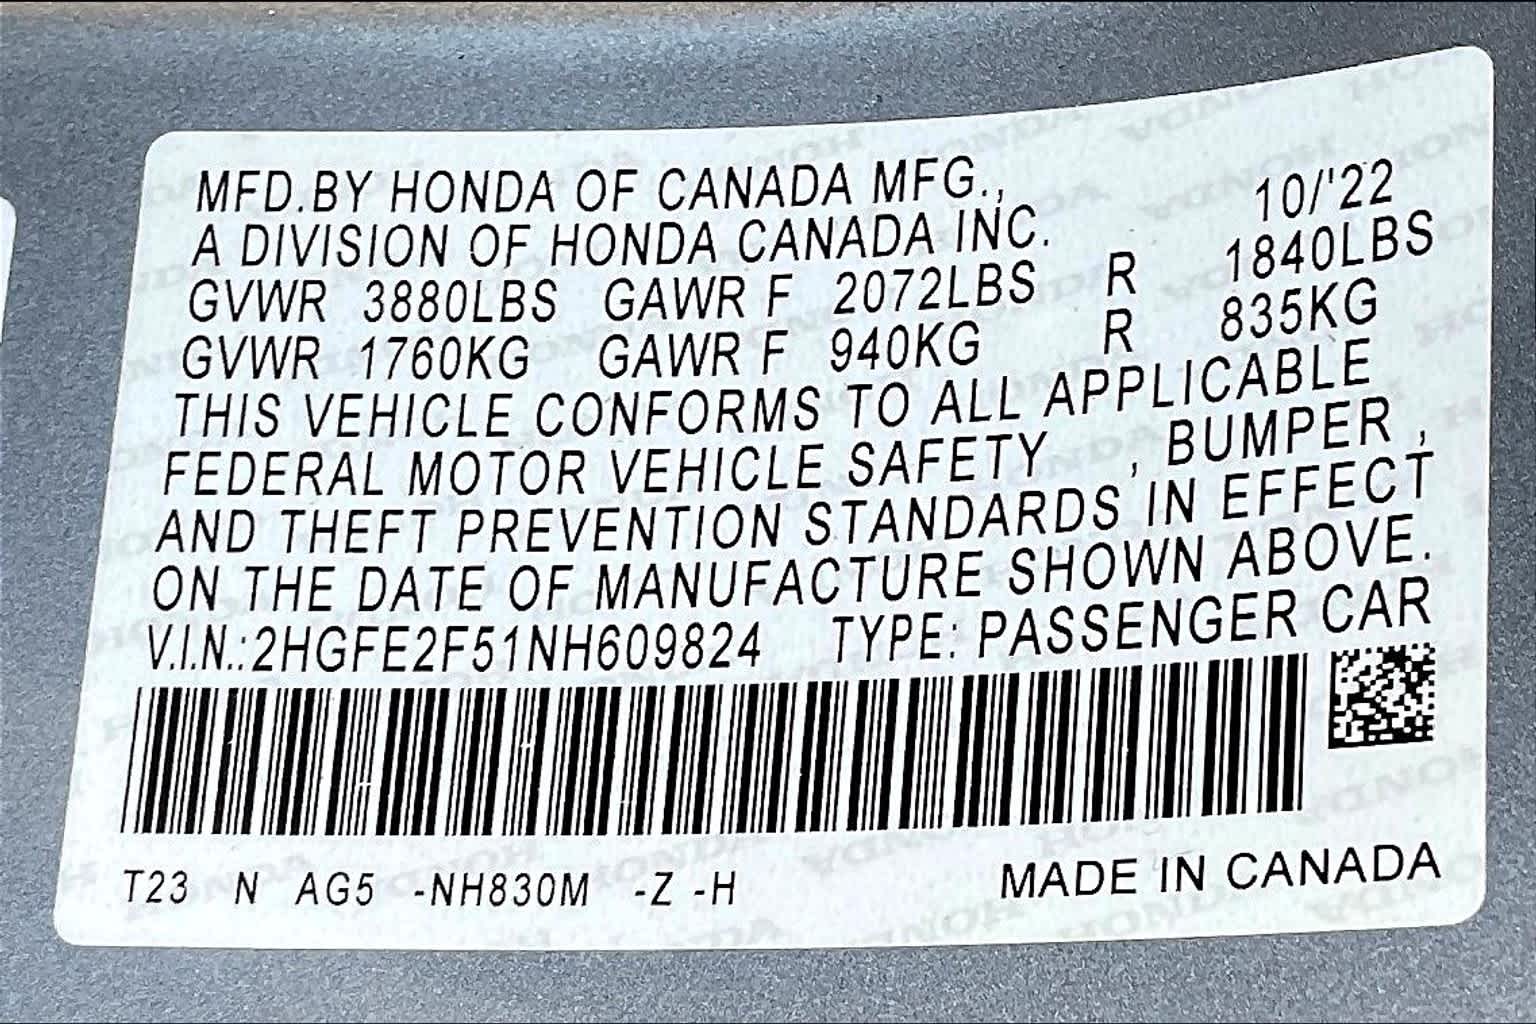 MFD.BY HONDA OF CANADA MFG., 10/'22
A DIVISION OF HONDA CANADA INC.
GVWR 3880LBS GAWR F 2072LBS R 1840LBS
GVWR 1760KG GAWR F 940KG R 835KG
THIS VEHICLE CONFORMS TO ALL APPLICABLE
FEDERAL MOTOR VEHICLE SAFETY , BUMPER ,
AND THEFT PREVENTION STANDARDS IN EFFECT
ON THE DATE OF MANUFACTURE SHOWN ABOVE.
V.I.N.:2HGFE2F51NH609824 TYPE: PASSENGER CAR
T23 N AG5 -NH830M -Z -H MADE IN CANADA